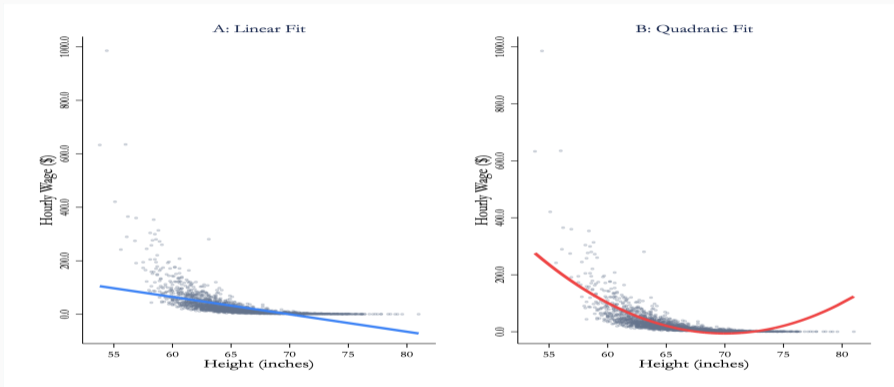 A: Linear Fit
Hourly Wage ($)
1000.0
800.0
600.0
400.0
200.0
0.0
55 60 65 70 75 80
Height (inches)
B: Quadratic Fit
Hourly Wage ($)
1000.0
800.0
600.0
400.0
200.0
0.0
55 60 65 70 75 80
Height (inches)